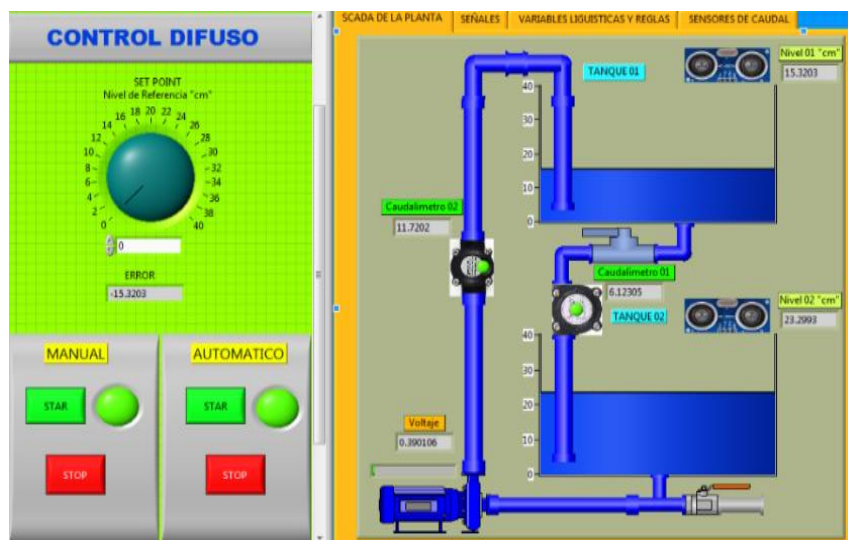 CONTROL DIFUSO
SET POINT
Nivel de Referencia "cm"
0
2
4
6
8
10
12
14
16
18
20
22
24
26
28
30
32
34
36
38
40
0
ERROR
-15.3203
MANUAL
STAR
STOP
AUTOMATICO
STAR
STOP
SCADA DE LA PLANTA
SEÑALES
VARIABLES LIGUISTICAS Y REGLAS
SENSORES DE CAUDAL
TANQUE 01
Nivel 01 "cm"
15.3203
40
30
20
10
0
Caudalimetro 02
11.7202
Caudalimetro 01
6.12305
TANQUE 02
Nivel 02 "cm"
23.2993
40
30
20
10
0
Voltaje
0.390106